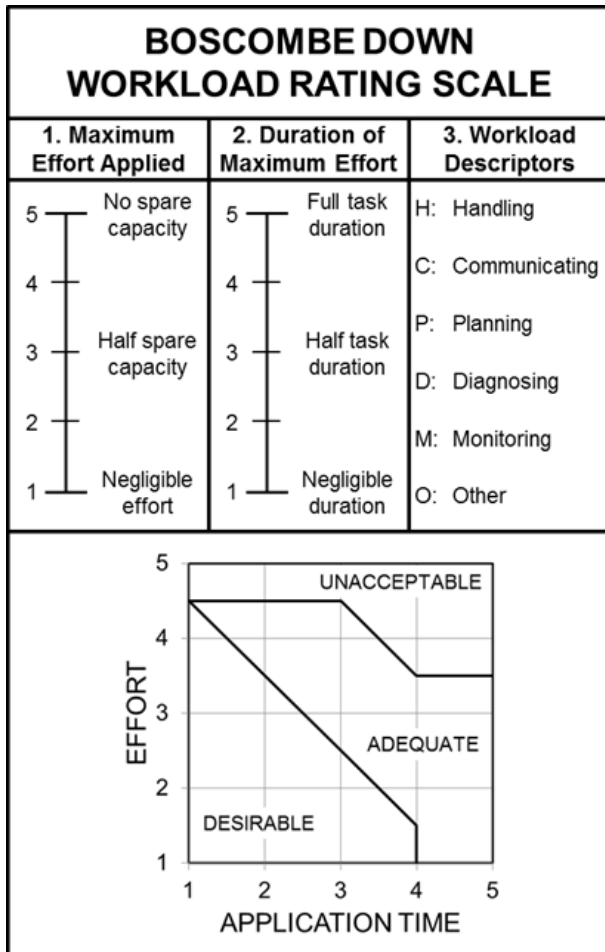 BOSCOMBE DOWN
WORKLOAD RATING SCALE
1. Maximum
Effort Applied
2. Duration of
Maximum Effort
3. Workload
Descriptors
5
No spare
capacity
4
3
Half spare
capacity
2
1
Negligible
effort
5
Full task
duration
4
3
Half task
duration
2
1
Negligible
duration
H: Handling
C: Communicating
P: Planning
D: Diagnosing
M: Monitoring
O: Other
EFFORT
5
4
3
2
1
UNACCEPTABLE
ADEQUATE
DESIRABLE
1 2 3 4 5
APPLICATION TIME